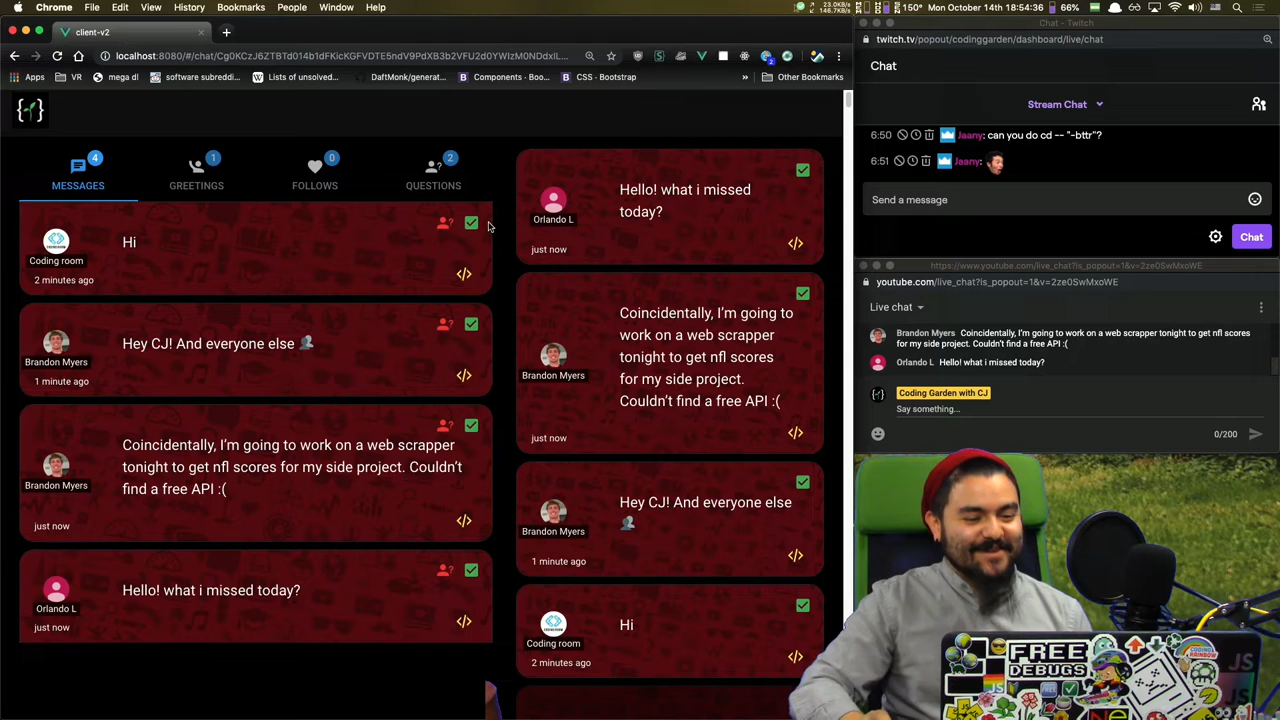 Chrome File Edit View History Bookmarks People Window Help
23.0KB/s
146.7KB/s
150° Mon October 14th 18:54:36 66%
client-v2
localhost:8080/#/chat/
Apps VR mega dl software subreddi... Lists of unsolved... DaftMonk/generat... Components · Boo... CSS · Bootstrap Other Bookmarks
4
MESSAGES
1
GREETINGS
0
FOLLOWS
2
QUESTIONS
Hi
Coding room
2 minutes ago
Hey CJ! And everyone else
Brandon Myers
1 minute ago
Coincidentally, I'm going to work on a web scrapper
tonight to get nfl scores for my side project. Couldn't
find a free API :(
Brandon Myers
just now
Hello! what i missed today?
Orlando L
just now
Hello! what i missed
today?
Orlando L
just now
Coincidentally, I'm going to
work on a web scrapper
tonight to get nfl scores
for my side project.
Couldn't find a free API :(
Brandon Myers
just now
Hey CJ! And everyone else
Brandon Myers
1 minute ago
Hi
Coding room
2 minutes ago
Chat - Twitch
twitch.tv/popout/codinggarden/dashboard/live/chat
Chat
Stream Chat
6:50 Jaany: can you do cd -- "-bttr"?
6:51 Jaany:
Send a message
Chat
https://www.youtube.com/live_chat?is_popout=1&v=2ze0SwMxoWE
youtube.com/live_chat?is_popout=1&v=2ze0SwMxoWE
Live chat
Brandon Myers Coincidentally, I'm going to work on a web scrapper tonight to get nfl scores
for my side project. Couldn't find a free API :(
Orlando L Hello! what i missed today?
Coding Garden with CJ
Say something...
0/200
FREE
DEBUGS
CODING
RAINBOW
JS
JS